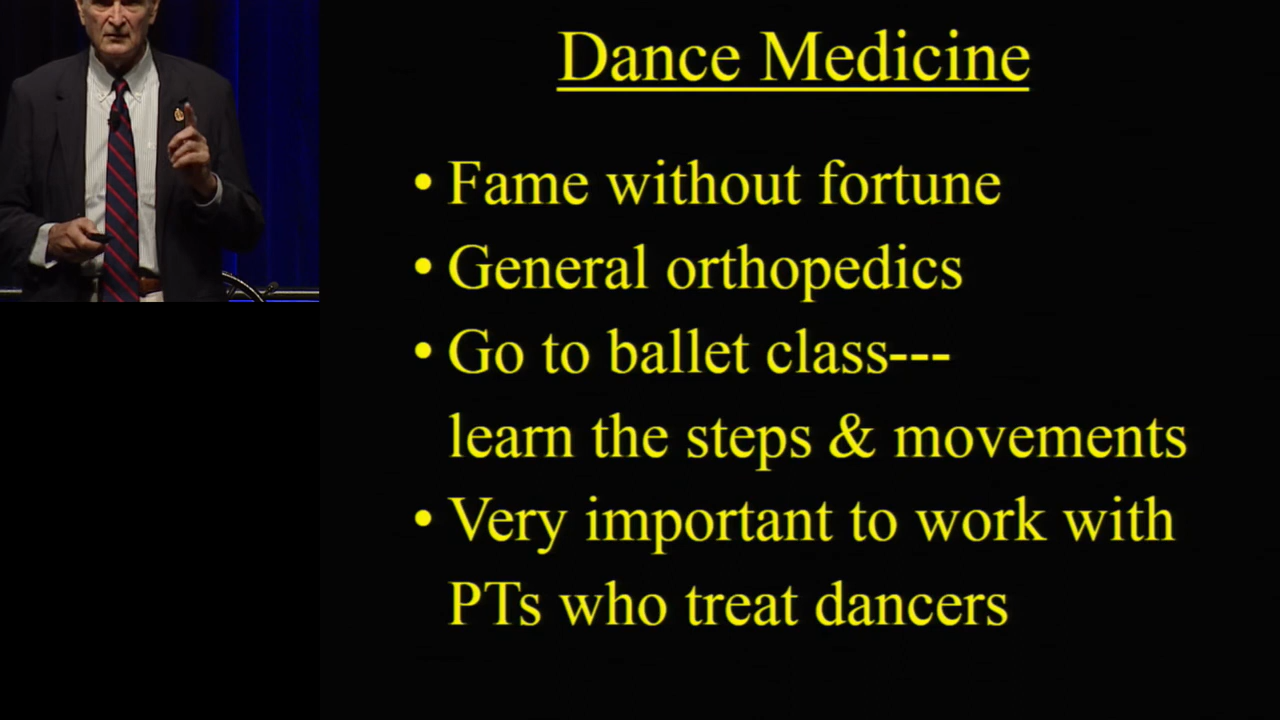 Dance Medicine
• Fame without fortune
• General orthopedics
• Go to ballet class---
learn the steps & movements
• Very important to work with
PTs who treat dancers